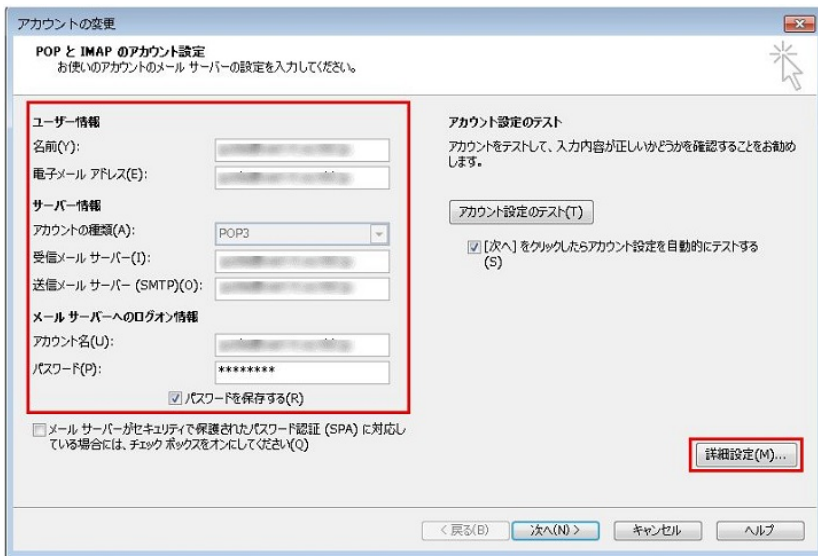 アカウントの変更
POP と IMAP のアカウント設定
お使いのアカウントのメール サーバーの設定を入力してください。
ユーザー情報
名前(Y):
電子メール アドレス(E):
サーバー情報
アカウントの種類(A):
POP3
受信メール サーバー(I):
送信メール サーバー (SMTP)(O):
メール サーバーへのログオン情報
アカウント名(U):
パスワード(P):
********
パスワードを保存する(R)
メール サーバーがセキュリティで保護されたパスワード認証 (SPA) に対応し
ている場合には、チェック ボックスをオンにしてください(Q)
アカウント設定のテスト
アカウントをテストして、入力内容が正しいかどうかを確認することをお勧め
します。
アカウント設定のテスト(T)
[次へ] をクリックしたらアカウント設定を自動的にテストする
(S)
詳細設定(M)...
< 戻る(B)
次へ(N) >
キャンセル
ヘルプ